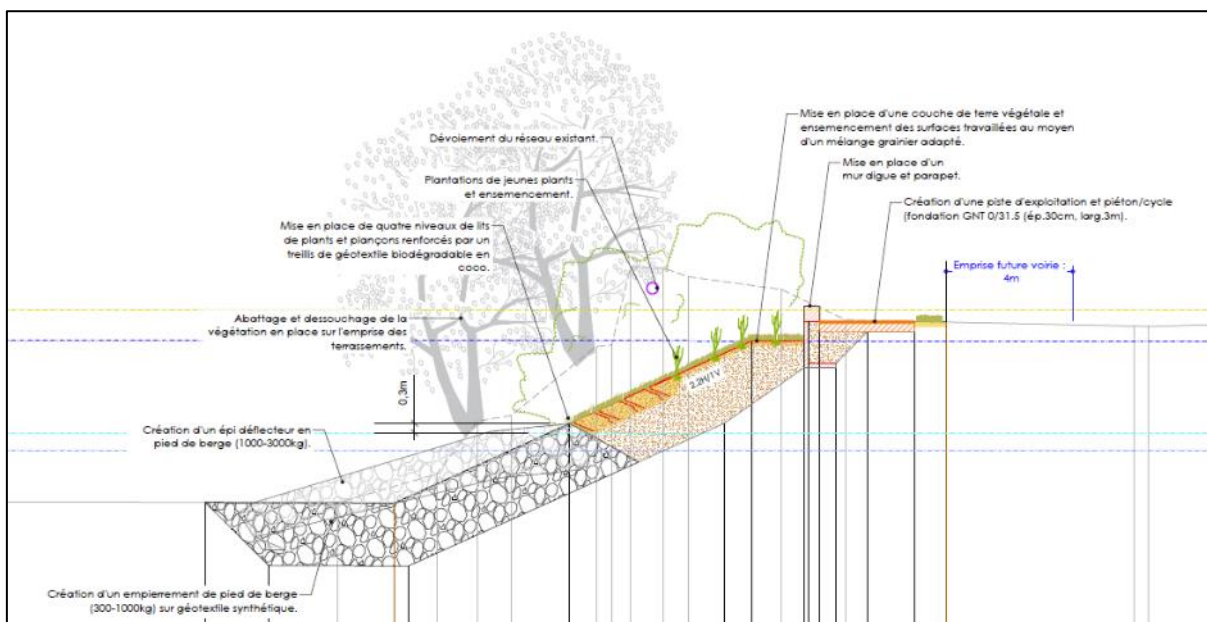 Mise en place d'une couche de terre végétale et
ensemencement des surfaces travaillées au moyen
d'un mélange grainier adapté.
Dévoiement du réseau existant.
Mise en place d'un
mur digue et parapet.
Plantations de jeunes plants
et ensemencement.
Création d'une piste d'exploitation et piéton/cycle
(fondation GNT 0/31.5 (ép.30cm, larg.3m).
Mise en place de quatre niveaux de lits
de plants et plançons renforcés par un
treillis de géotextile biodégradable en
coco.
Emprise future voirie :
4m
Abattage et dessouchage de la
végétation en place sur l'emprise des
terrassements.
2.2H/1V
0,3m
Création d'un épi déflecteur en
pied de berge (1000-3000kg).
Création d'un empierrement de pied de berge
(300-1000kg) sur géotextile synthétique.